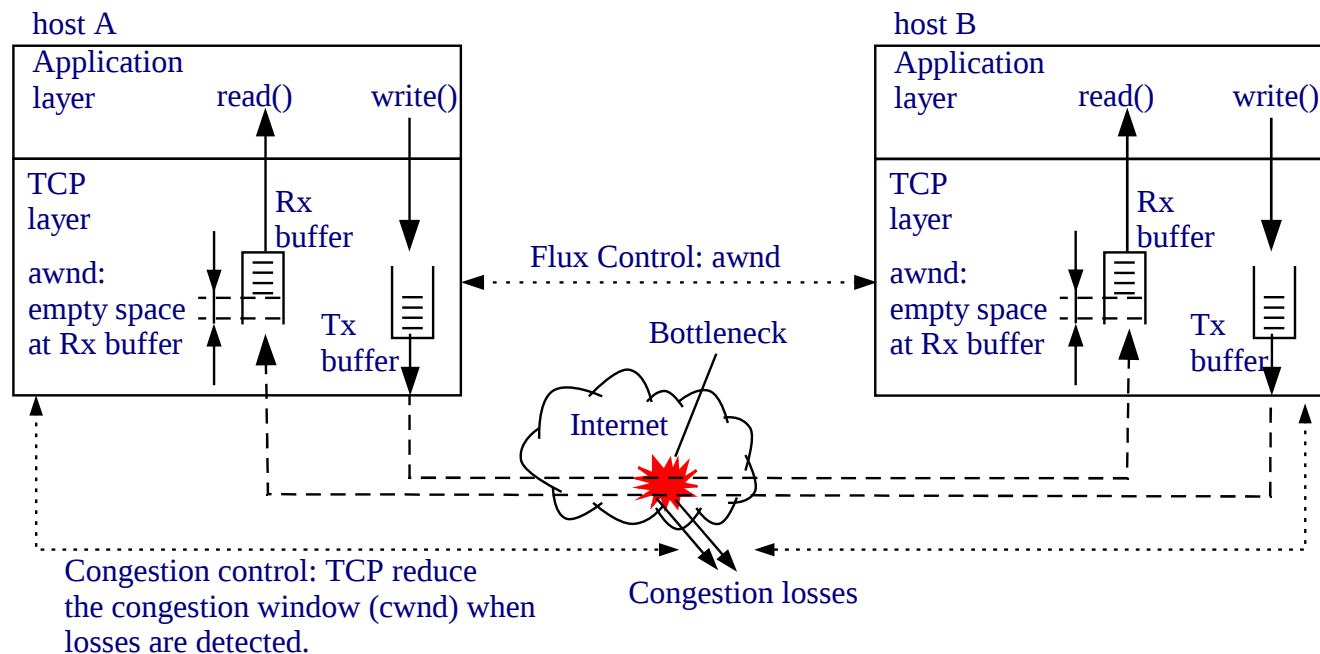 host A
Application
layer
read()
write()
TCP
layer
Rx
buffer
awnd:
empty space
at Rx buffer
Tx
buffer
host B
Application
layer
read()
write()
TCP
layer
Rx
buffer
awnd:
empty space
at Rx buffer
Tx
buffer
Flux Control: awnd
Bottleneck
Internet
Congestion losses
Congestion control: TCP reduce
the congestion window (cwnd) when
losses are detected.